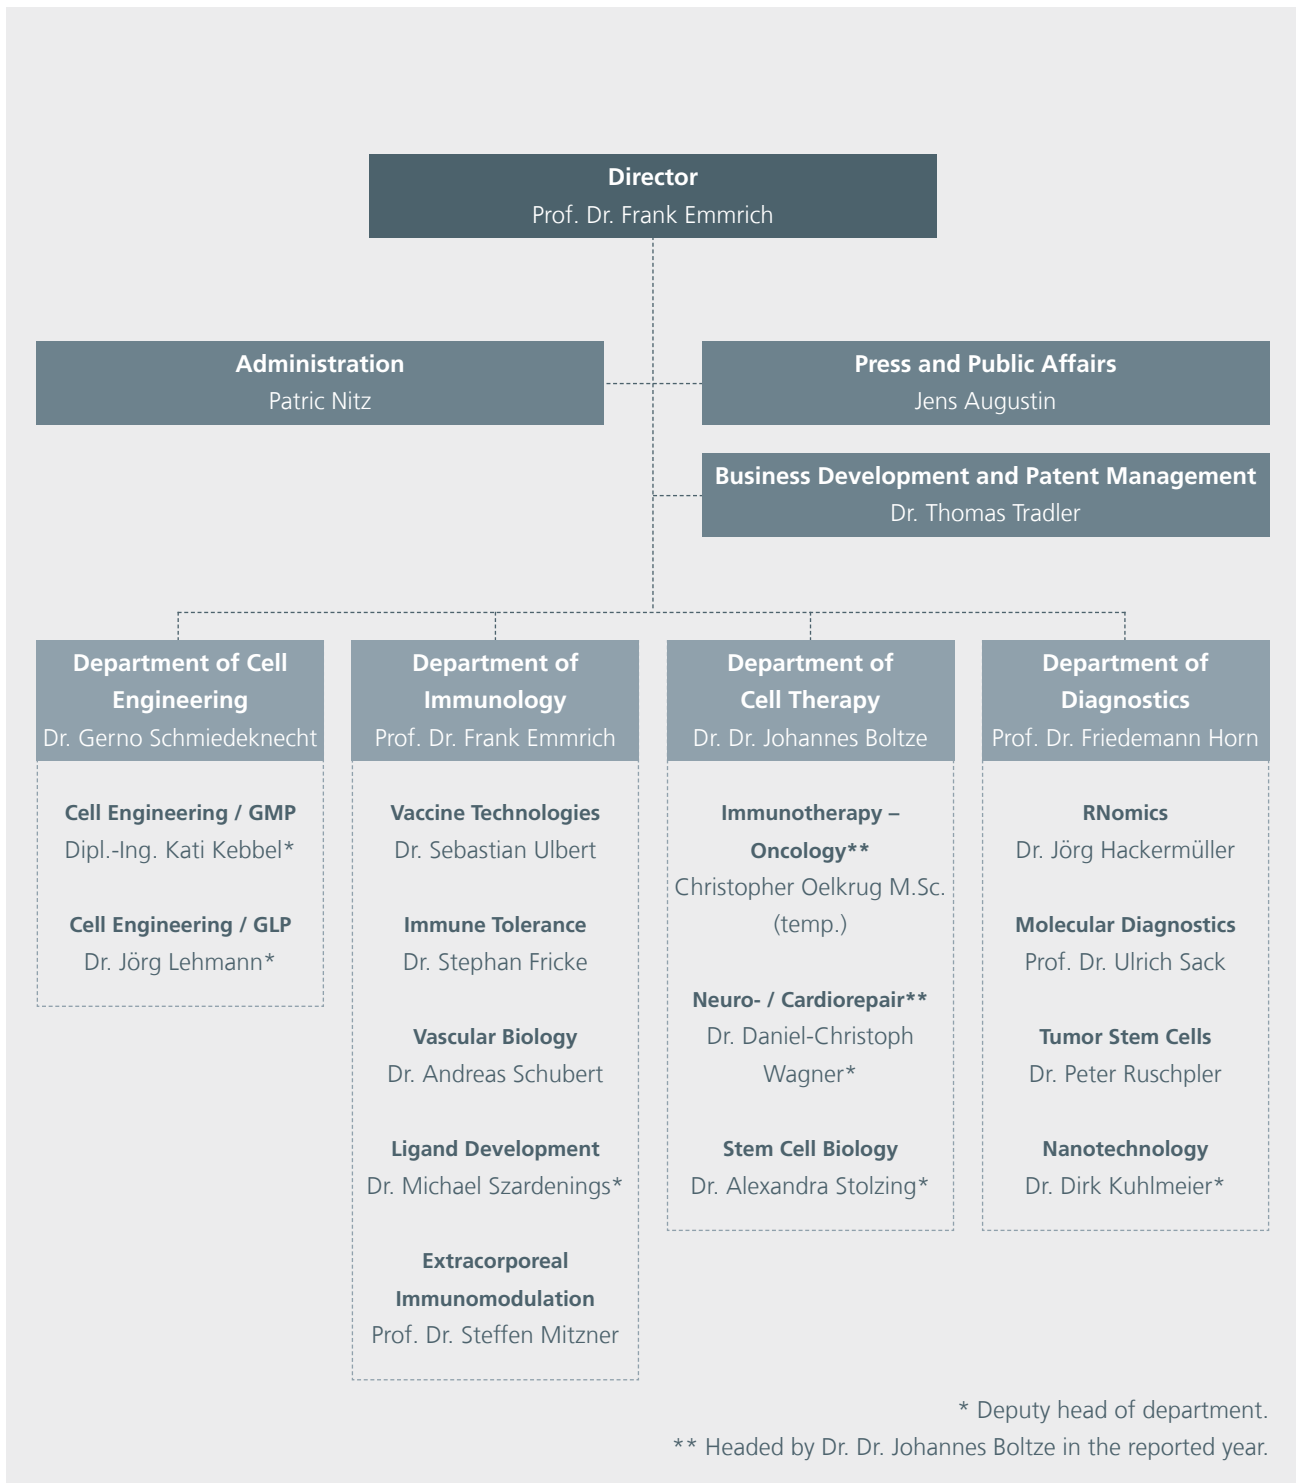 Director
Prof. Dr. Frank Emmrich
Administration
Patric Nitz
Press and Public Affairs
Jens Augustin
Business Development and Patent Management
Dr. Thomas Tradler
Department of Cell
Engineering
Dr. Gerno Schmiedeknecht
Cell Engineering / GMP
Dipl.-Ing. Kati Kebbel*
Cell Engineering / GLP
Dr. Jörg Lehmann*
Department of
Immunology
Prof. Dr. Frank Emmrich
Vaccine Technologies
Dr. Sebastian Ulbert
Immune Tolerance
Dr. Stephan Fricke
Vascular Biology
Dr. Andreas Schubert
Ligand Development
Dr. Michael Szardenings*
Extracorporeal
Immunomodulation
Prof. Dr. Steffen Mitzner
Department of
Cell Therapy
Dr. Dr. Johannes Boltze
Immunotherapy –
Oncology**
Christopher Oelkrug M.Sc.
(temp.)
Neuro- / Cardiorepair**
Dr. Daniel-Christoph
Wagner*
Stem Cell Biology
Dr. Alexandra Stolzing*
Department of
Diagnostics
Prof. Dr. Friedemann Horn
RNomics
Dr. Jörg Hackermüller
Molecular Diagnostics
Prof. Dr. Ulrich Sack
Tumor Stem Cells
Dr. Peter Ruschpler
Nanotechnology
Dr. Dirk Kuhlmeier*
* Deputy head of department.
** Headed by Dr. Dr. Johannes Boltze in the reported year.